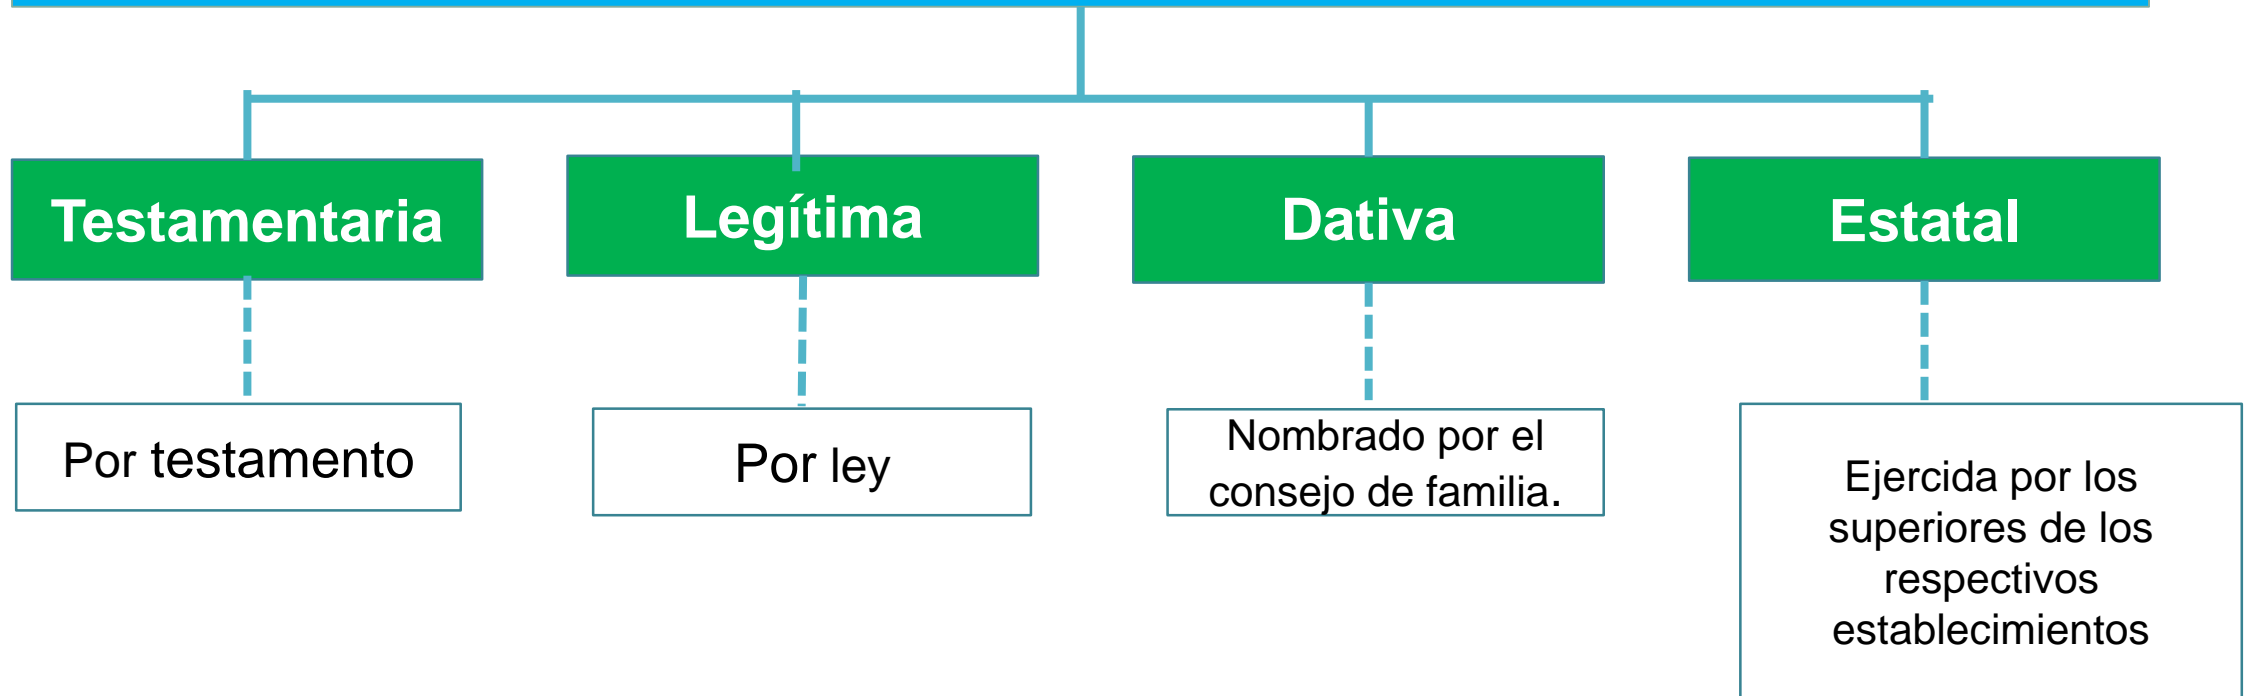 Testamentaria
Legítima
Dativa
Estatal
Por testamento
Por ley
Nombrado por el
consejo de familia.
Ejercida por los
superiores de los
respectivos
establecimientos